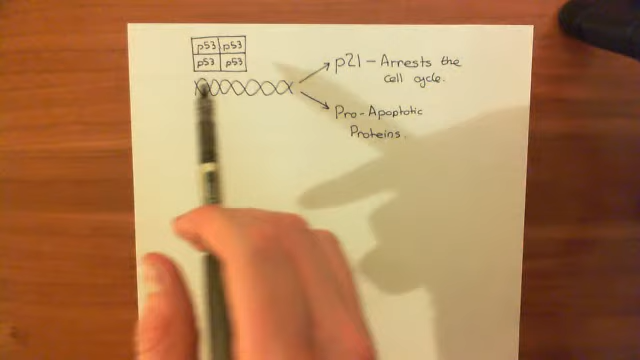 p53 p53
p53 p53
p21 - Arrests the
cell cycle.
Pro-Apoptotic
Proteins.